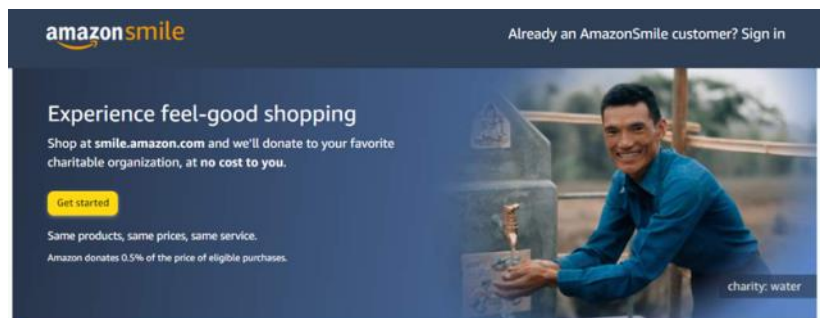 amazonsmile
Already an AmazonSmile customer? Sign in
Experience feel-good shopping
Shop at smile.amazon.com and we'll donate to your favorite
charitable organization, at no cost to you.
Get started
Same products, same prices, same service.
Amazon donates 0.5% of the price of eligible purchases.
charity: water